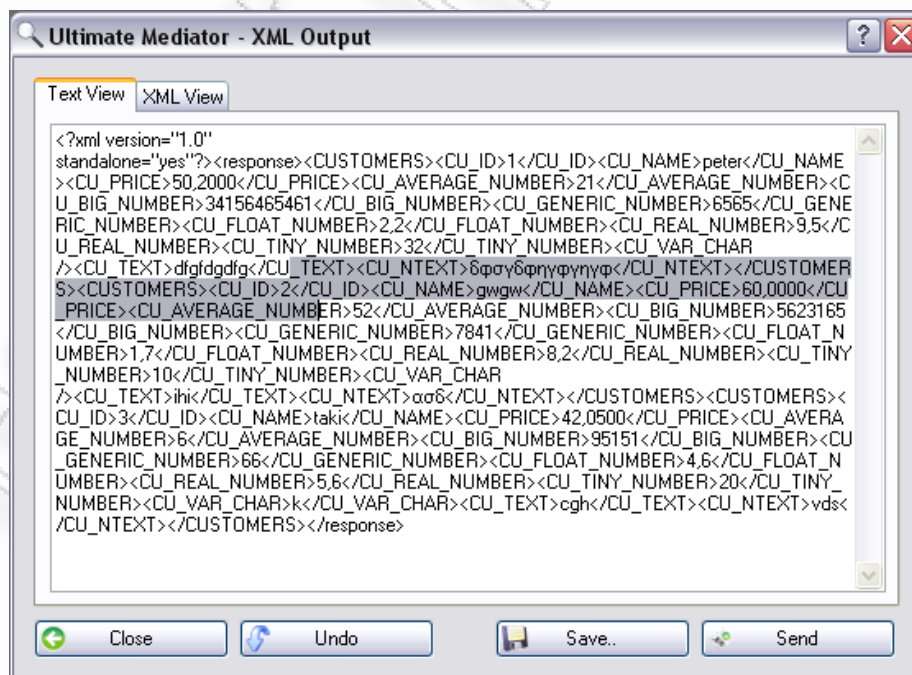 Ultimate Mediator - XML Output
Text View XML View
<?xml version="1.0"
standalone="yes"?><response><CUSTOMERS><CU_ID>1</CU_ID><CU_NAME>peter</CU_NAME
><CU_PRICE>50,2000</CU_PRICE><CU_AVERAGE_NUMBER>21</CU_AVERAGE_NUMBER><C
U_BIG_NUMBER>34156465461</CU_BIG_NUMBER><CU_GENERIC_NUMBER>6565</CU_GENE
RIC_NUMBER><CU_FLOAT_NUMBER>2,2</CU_FLOAT_NUMBER><CU_REAL_NUMBER>9,5</C
U_REAL_NUMBER><CU_TINY_NUMBER>32</CU_TINY_NUMBER><CU_VAR_CHAR
/><CU_TEXT>dfgfdgdfg</CU_TEXT><CU_NTEXT>δφσγδφηγφγηγφ</CU_NTEXT></CUSTOMER
S><CUSTOMERS><CU_ID>2</CU_ID><CU_NAME>gwgw</CU_NAME><CU_PRICE>60,0000</CU
_PRICE><CU_AVERAGE_NUMBER>52</CU_AVERAGE_NUMBER><CU_BIG_NUMBER>5623165
</CU_BIG_NUMBER><CU_GENERIC_NUMBER>7841</CU_GENERIC_NUMBER><CU_FLOAT_N
UMBER>1,7</CU_FLOAT_NUMBER><CU_REAL_NUMBER>8,2</CU_REAL_NUMBER><CU_TINY
_NUMBER>10</CU_TINY_NUMBER><CU_VAR_CHAR
/><CU_TEXT>ihi</CU_TEXT><CU_NTEXT>ασδ</CU_NTEXT></CUSTOMERS><CUSTOMERS><
CU_ID>3</CU_ID><CU_NAME>taki</CU_NAME><CU_PRICE>42,0500</CU_PRICE><CU_AVERA
GE_NUMBER>6</CU_AVERAGE_NUMBER><CU_BIG_NUMBER>95151</CU_BIG_NUMBER><CU
_GENERIC_NUMBER>66</CU_GENERIC_NUMBER><CU_FLOAT_NUMBER>4,6</CU_FLOAT_N
UMBER><CU_REAL_NUMBER>5,6</CU_REAL_NUMBER><CU_TINY_NUMBER>20</CU_TINY_
NUMBER><CU_VAR_CHAR>k</CU_VAR_CHAR><CU_TEXT>cgh</CU_TEXT><CU_NTEXT>vds<
/CU_NTEXT></CUSTOMERS></response>
Close Undo Save.. Send